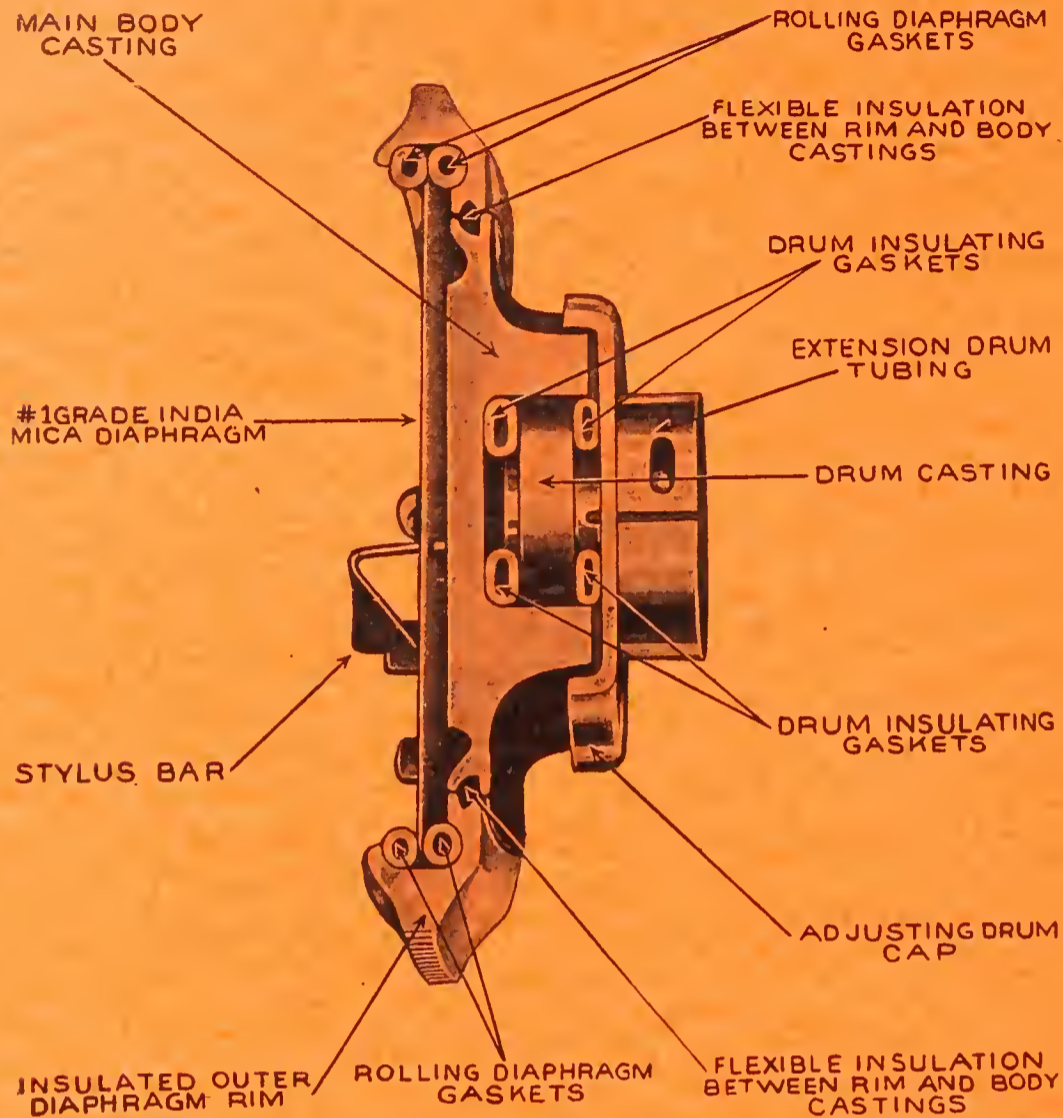 MAIN BODY
CASTING
ROLLING DIAPHRAGM
GASKETS
FLEXIBLE INSULATION
BETWEEN RIM AND BODY
CASTINGS
DRUM INSULATING
GASKETS
EXTENSION DRUM
TUBING
#1 GRADE INDIA
MICA DIAPHRAGM
DRUM CASTING
DRUM INSULATING
GASKETS
STYLUS BAR
ADJUSTING DRUM
CAP
INSULATED OUTER
DIAPHRAGM RIM
ROLLING DIAPHRAGM
GASKETS
FLEXIBLE INSULATION
BETWEEN RIM AND BODY
CASTINGS